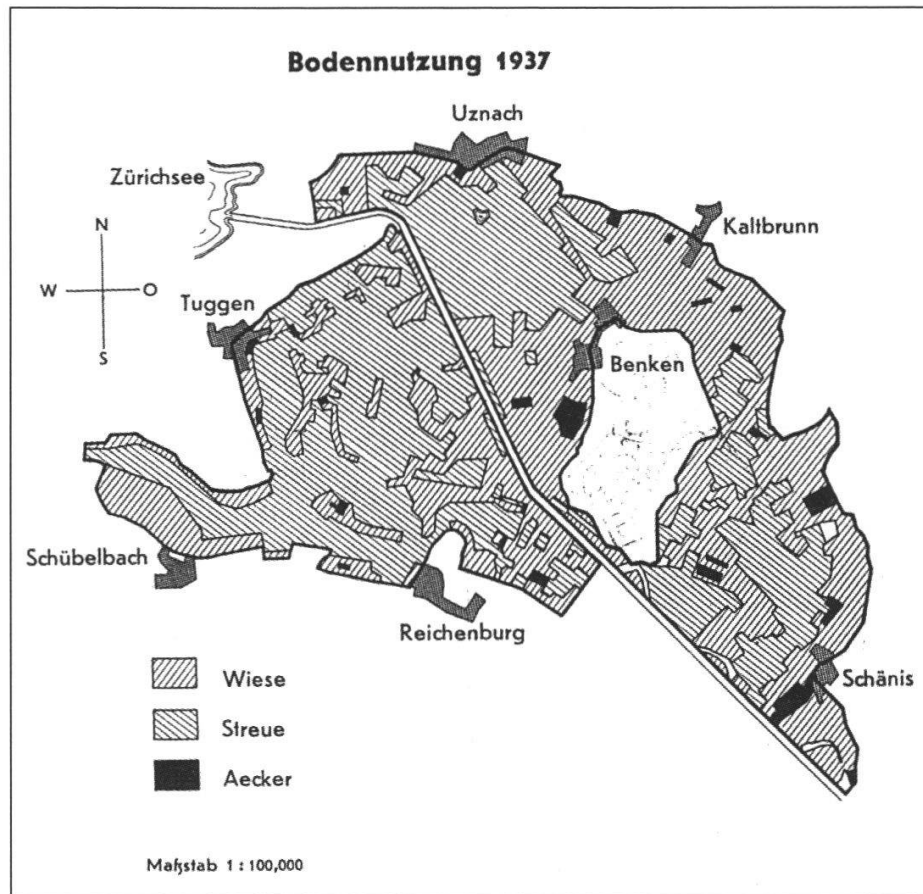 Bodennutzung 1937
Uznach
Zürichsee
Kaltbrunn
N
W O
S
Tuggen
Benken
Schübelbach
Reichenburg
Schänis
Wiese
Streue
Aecker
Maßstab 1 : 100,000